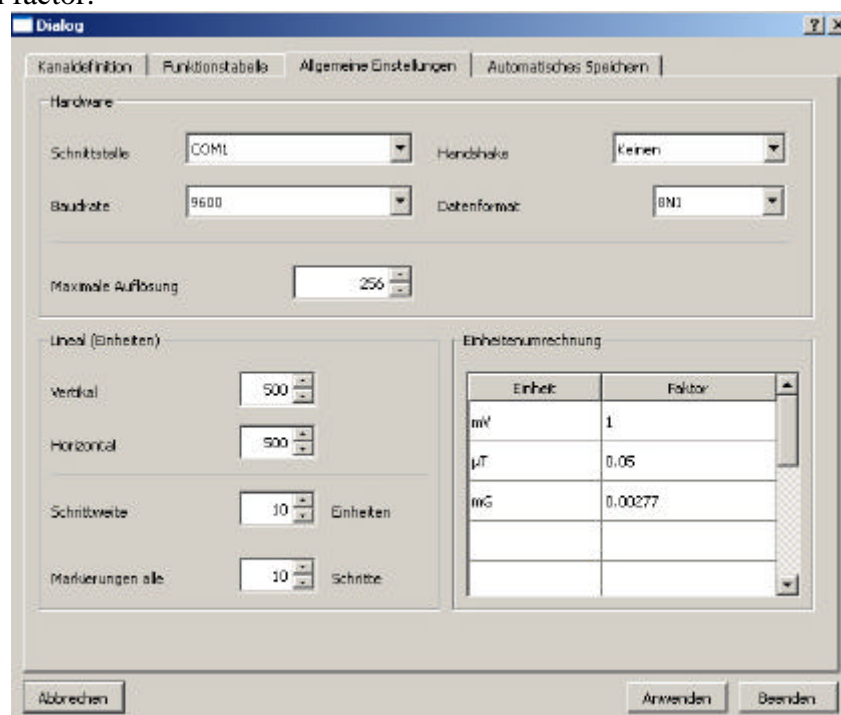 factor.
Dialog
Kanaldefinition Funktionstabelle Allgemeine Einstellungen Automatisches Speichern
Hardware
Schnittstelle COM1 Handshake Keinen
Baudrate 9600 Datenformat 8N1
Maximale Auflösung 256
Lineal (Einheiten)
Vertikal 500
Horizontal 500
Schrittweite 10 Einheiten
Markierungen alle 10 Schritte
Einheitenumrechnung
Einheit Faktor
mV 1
µT 0.05
mG 0.00277
Abbrechen Anwenden Beenden